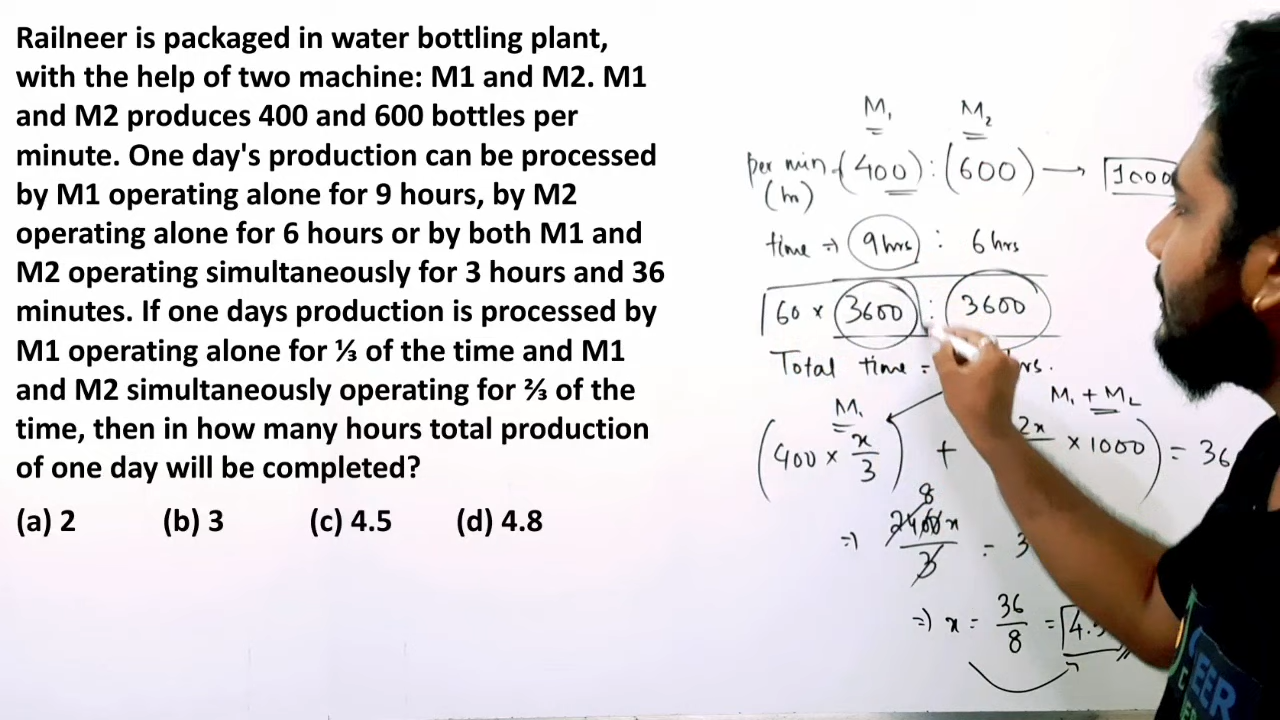 Railneer is packaged in water bottling plant,
with the help of two machine: M1 and M2. M1
and M2 produces 400 and 600 bottles per
minute. One day's production can be processed
by M1 operating alone for 9 hours, by M2
operating alone for 6 hours or by both M1 and
M2 operating simultaneously for 3 hours and 36
minutes. If one days production is processed by
M1 operating alone for ⅓ of the time and M1
and M2 simultaneously operating for ⅔ of the
time, then in how many hours total production
of one day will be completed?
(a) 2 (b) 3 (c) 4.5 (d) 4.8
M₁ M₂
per min (400) : (600) → 1000
(m)
time ⇒ 9hrs : 6hrs
60 × 3600 : 3600
Total time = hrs.
M₁ M₁ + M₂
(400 × x/3) + 2x × 1000) = 36
8
⇒ 2400x/3 = 3
⇒ x = 36/8 = 4.5
EER